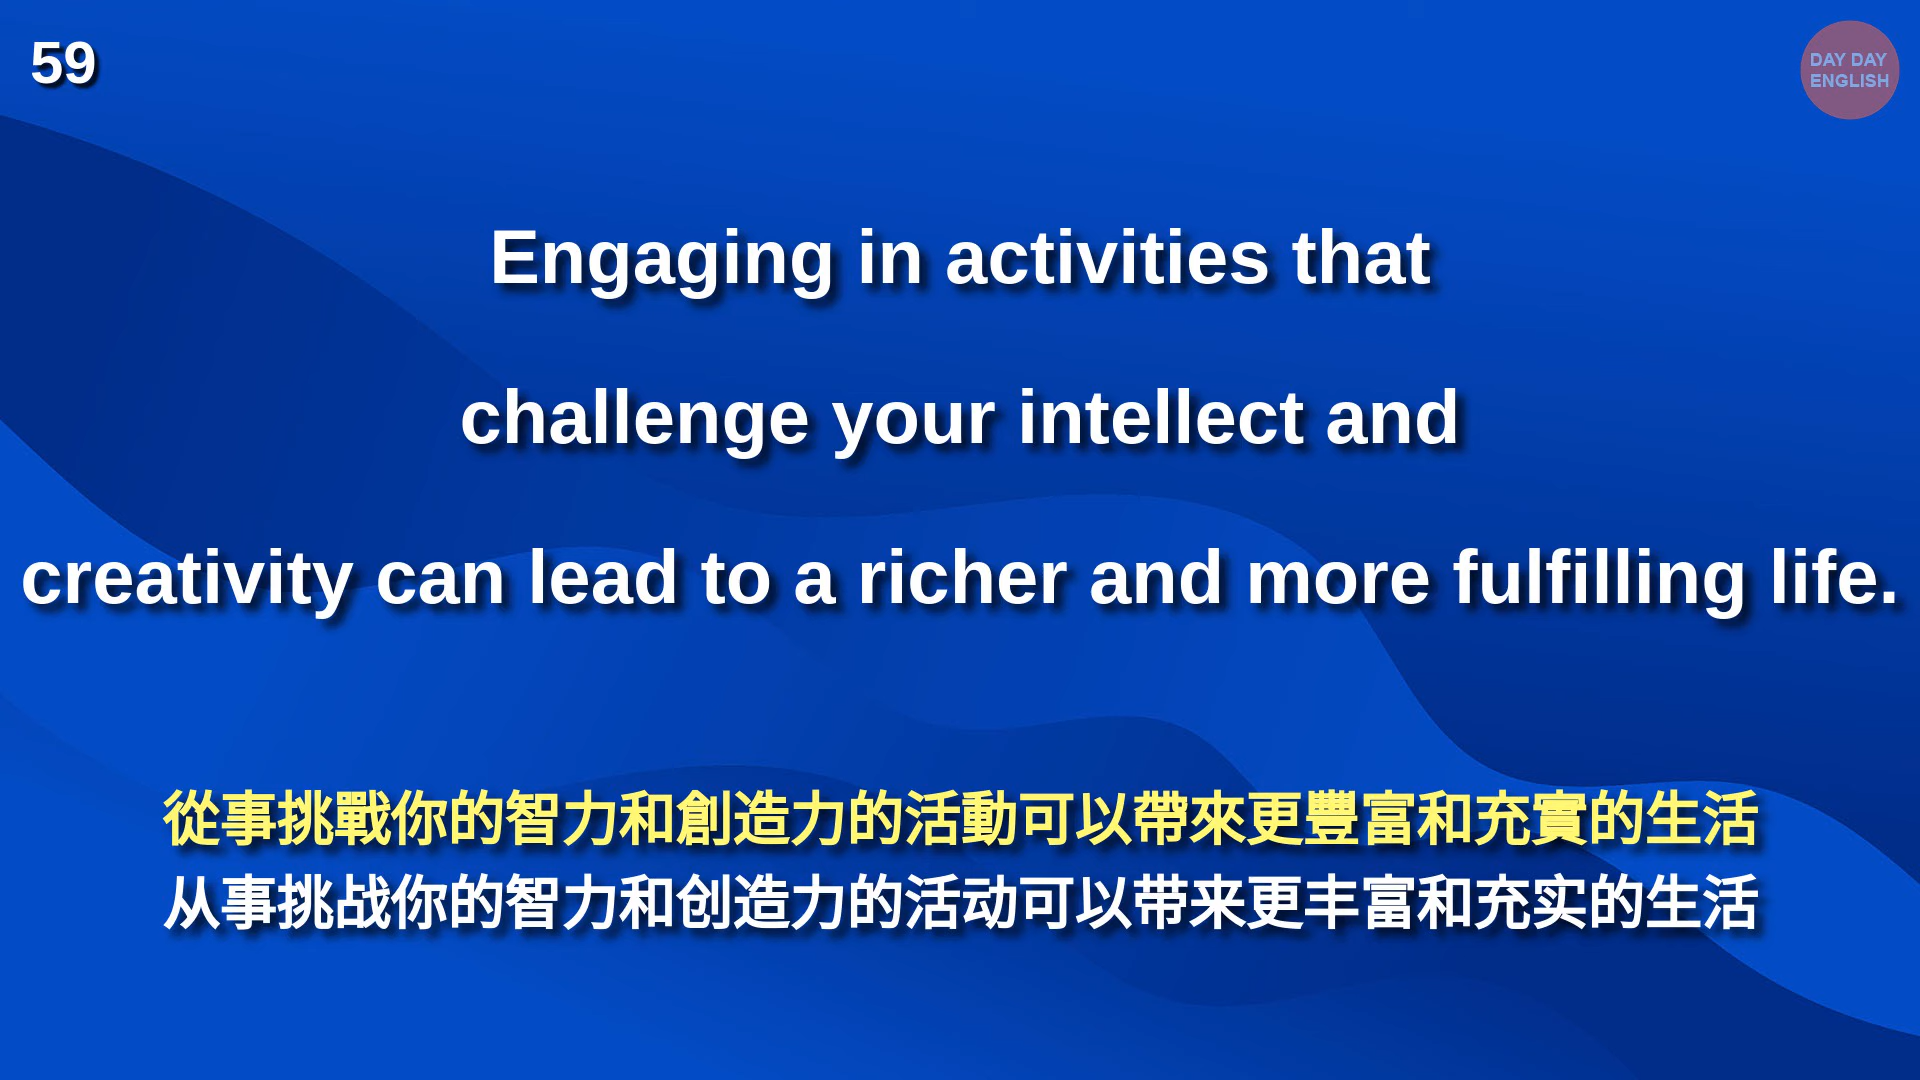 59
DAY DAY
ENGLISH
Engaging in activities that
challenge your intellect and
creativity can lead to a richer and more fulfilling life.
從事挑戰你的智力和創造力的活動可以帶來更豐富和充實的生活
从事挑战你的智力和创造力的活动可以带来更丰富和充实的生活